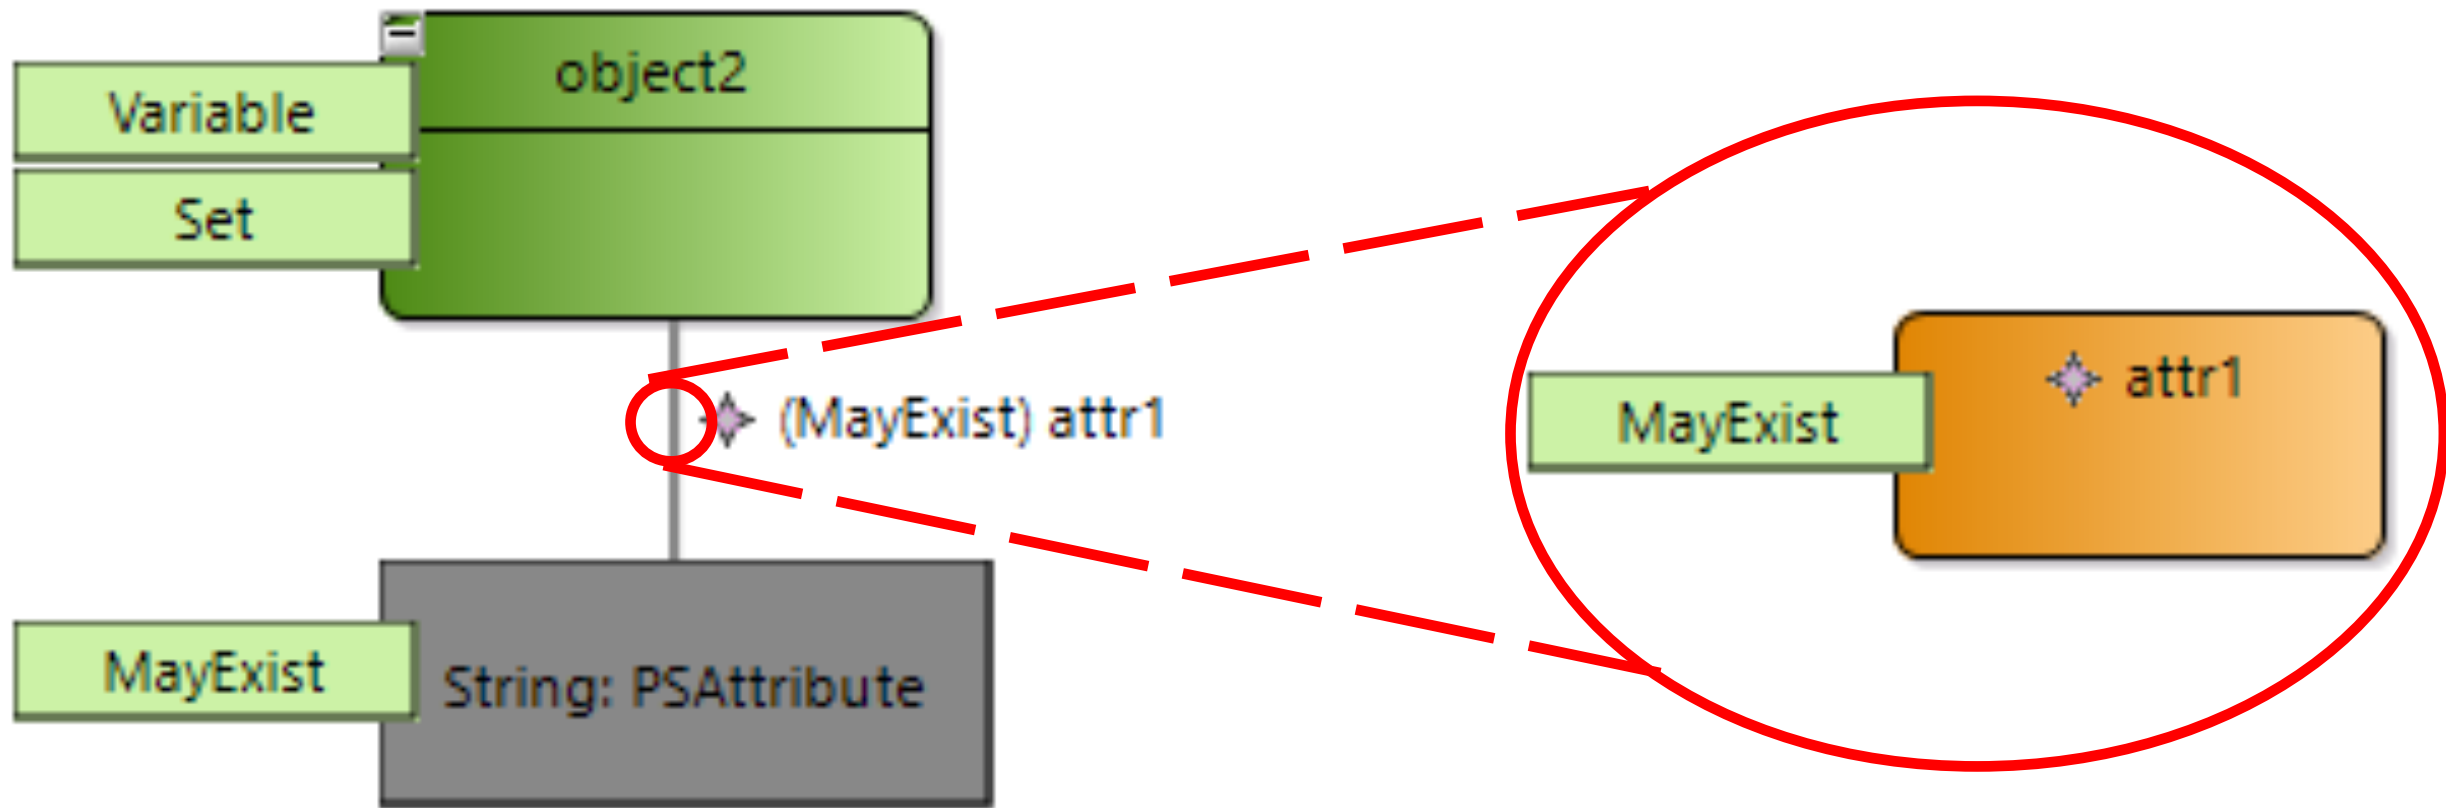 object2
Variable
Set
(MayExist) attr1
MayExist
String: PSAttribute
attr1
MayExist